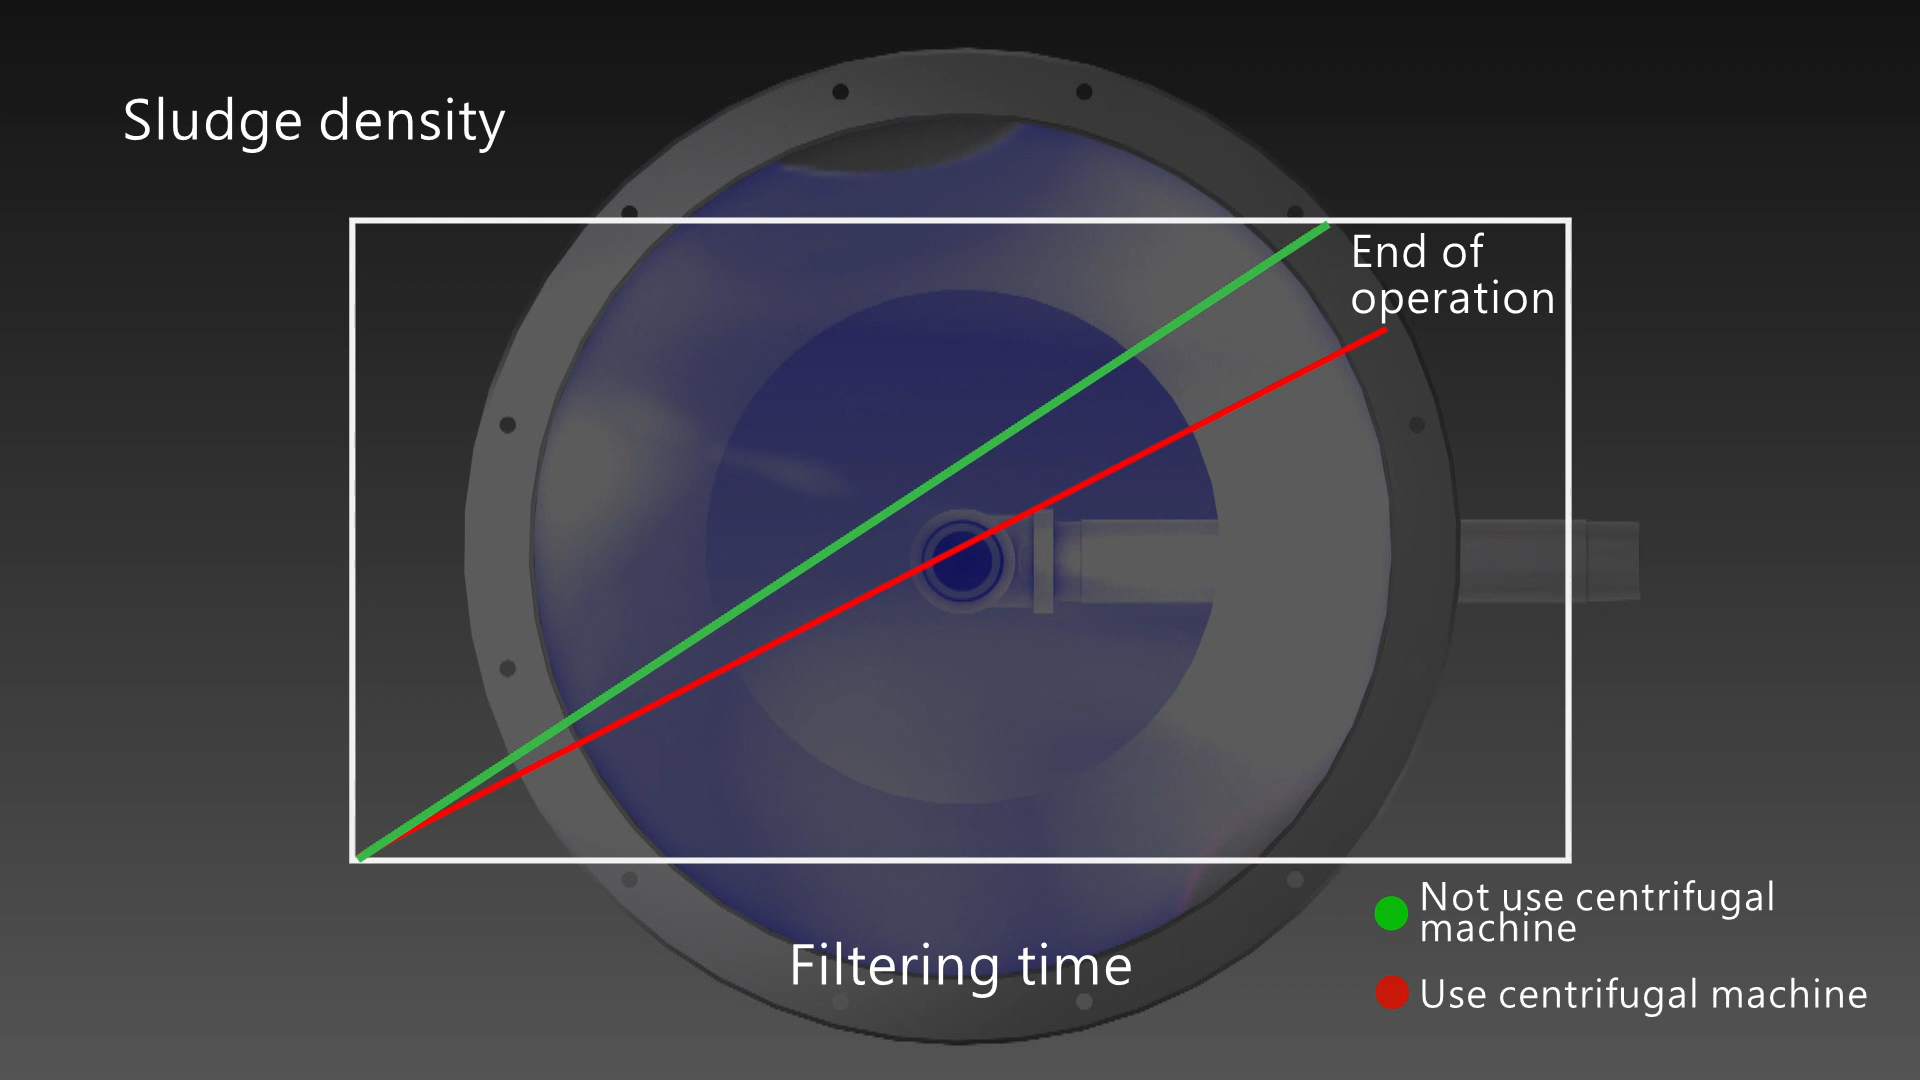 Sludge density
End of
operation
Not use centrifugal
machine
Filtering time
Use centrifugal machine